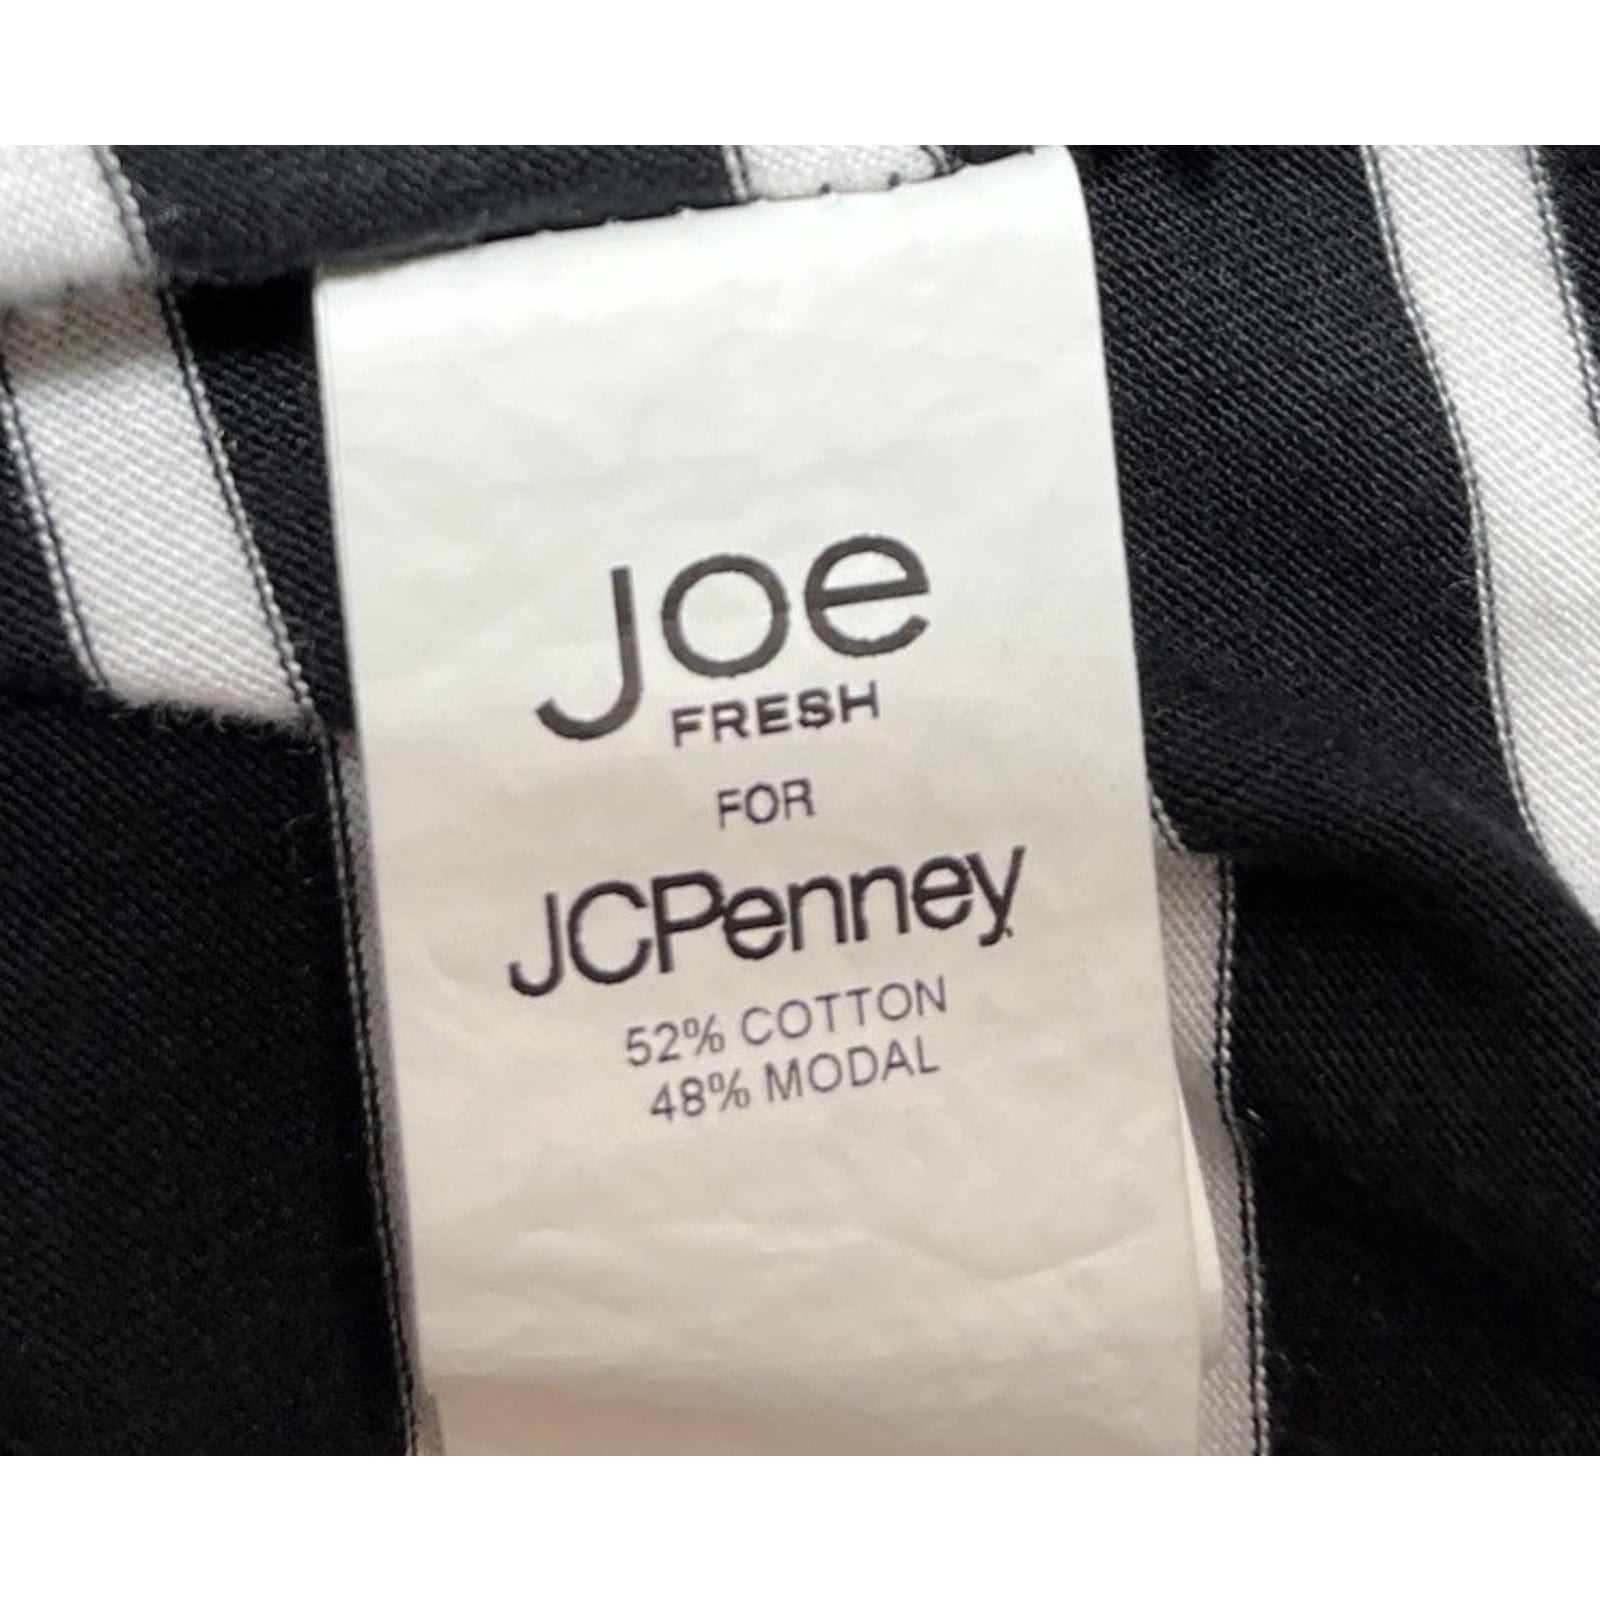 Joe
FRESH
FOR
JCPenney
52% COTTON
48% MODAL